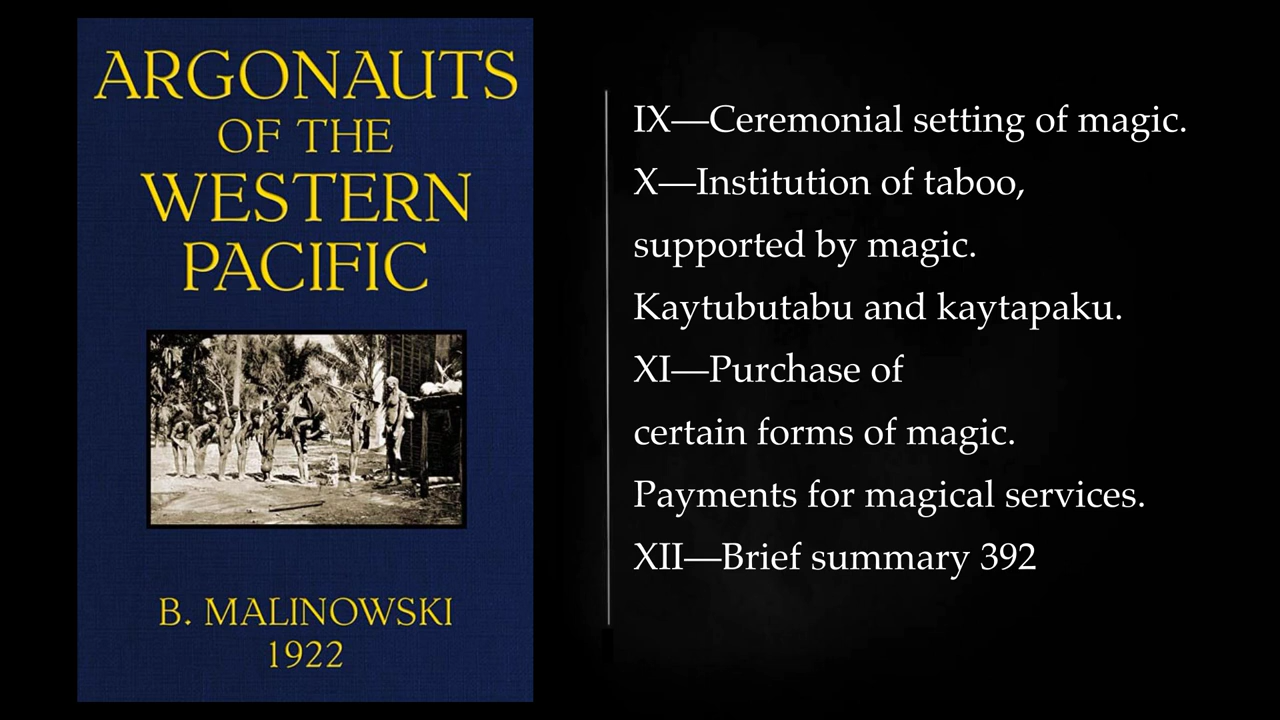 ARGONAUTS
OF THE
WESTERN
PACIFIC
B. MALINOWSKI
1922
IX—Ceremonial setting of magic.
X—Institution of taboo,
supported by magic.
Kaytubutabu and kaytapaku.
XI—Purchase of
certain forms of magic.
Payments for magical services.
XII—Brief summary 392